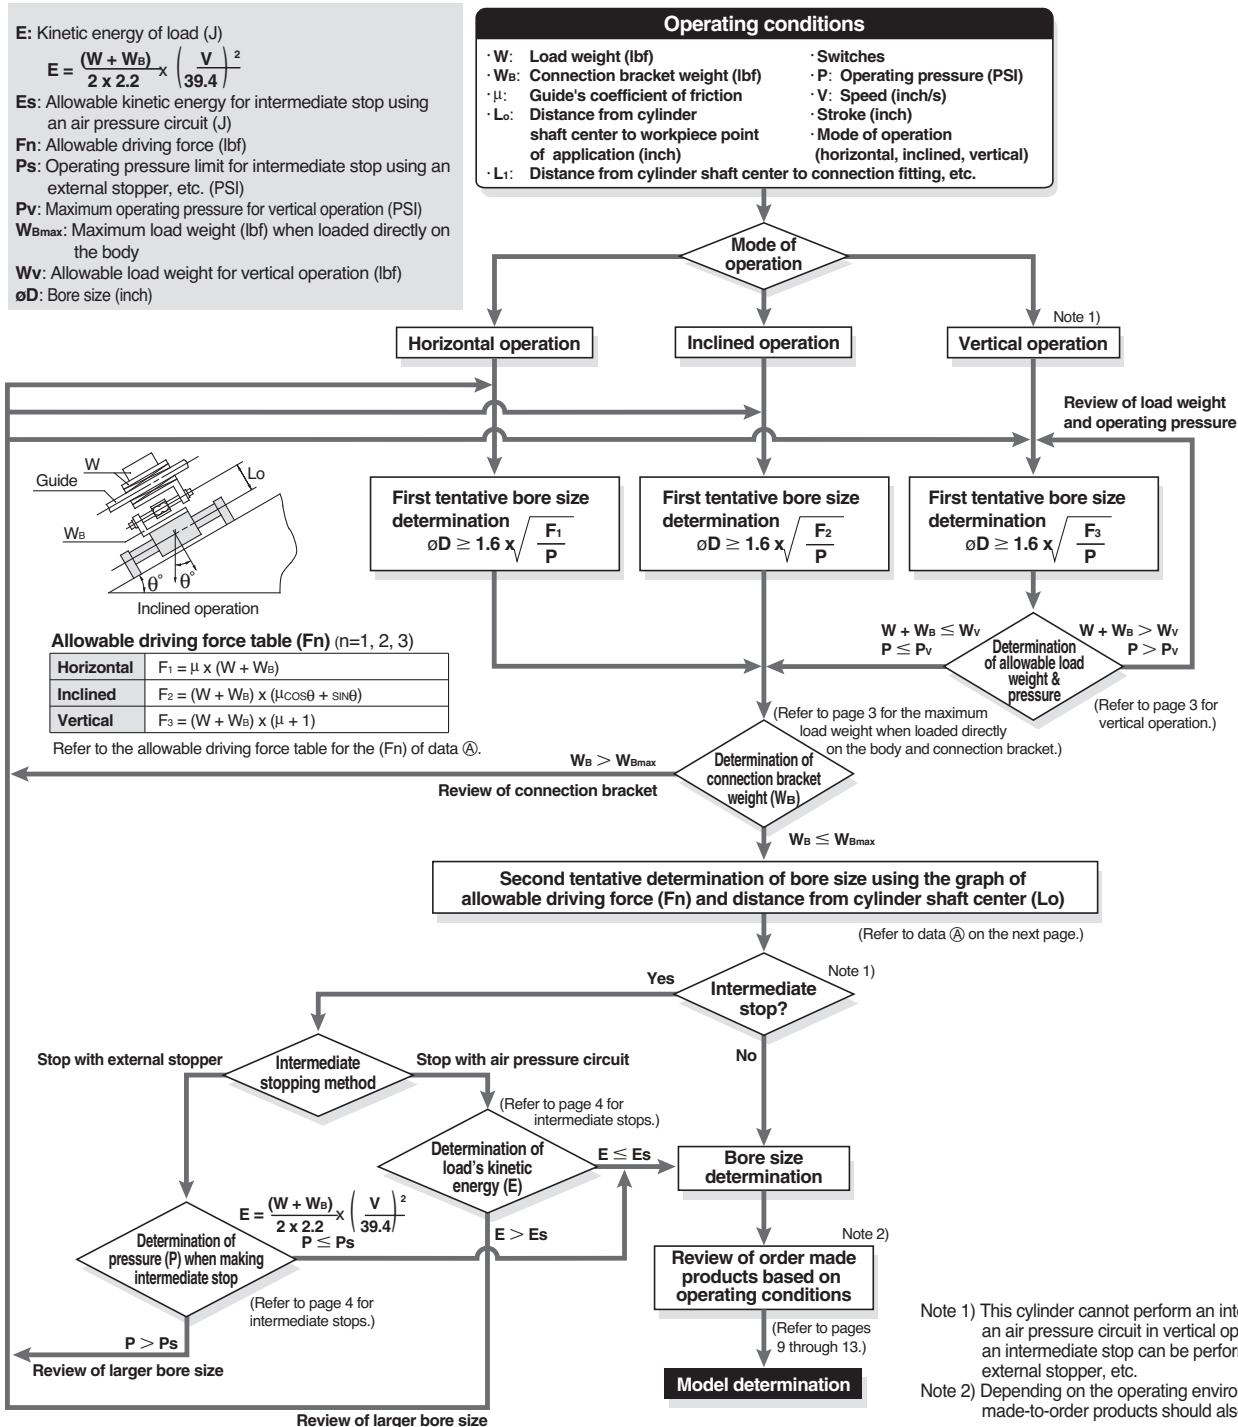 E: Kinetic energy of load (J)
E = (W + WB) / 2 x 2.2 x ( V / 39.4 ) 2
Es: Allowable kinetic energy for intermediate stop using
an air pressure circuit (J)
Fn: Allowable driving force (lbf)
Ps: Operating pressure limit for intermediate stop using an
external stopper, etc. (PSI)
Pv: Maximum operating pressure for vertical operation (PSI)
WBmax: Maximum load weight (lbf) when loaded directly on
the body
Wv: Allowable load weight for vertical operation (lbf)
øD: Bore size (inch)
Operating conditions
· W: Load weight (lbf)
· WB: Connection bracket weight (lbf)
· μ: Guide's coefficient of friction
· Lo: Distance from cylinder
shaft center to workpiece point
of application (inch)
· Switches
· P: Operating pressure (PSI)
· V: Speed (inch/s)
· Stroke (inch)
· Mode of operation
(horizontal, inclined, vertical)
· L1: Distance from cylinder shaft center to connection fitting, etc.
Mode of
operation
Note 1)
Horizontal operation
Inclined operation
Vertical operation
Review of load weight
and operating pressure
W
Guide
Lo
WB
θ° θ°
Inclined operation
First tentative bore size
determination
øD ≥ 1.6 x √ F1 / P
First tentative bore size
determination
øD ≥ 1.6 x √ F2 / P
First tentative bore size
determination
øD ≥ 1.6 x √ F3 / P
W + WB ≤ Wv
P ≤ Pv
W + WB > Wv
P > Pv
Determination
of allowable load
weight &
pressure
(Refer to page 3 for
vertical operation.)
Allowable driving force table (Fn) (n=1, 2, 3)
Horizontal F1 = μ x (W + WB)
Inclined F2 = (W + WB) x (μCOSθ + SINθ)
Vertical F3 = (W + WB) x (μ + 1)
Refer to the allowable driving force table for the (Fn) of data Ⓐ.
(Refer to page 3 for the maximum
load weight when loaded directly
on the body and connection bracket.)
Determination of
connection bracket
weight (WB)
WB > WBmax
Review of connection bracket
WB ≤ WBmax
Second tentative determination of bore size using the graph of
allowable driving force (Fn) and distance from cylinder shaft center (Lo)
(Refer to data Ⓐ on the next page.)
Note 1)
Yes
Intermediate
stop?
No
Stop with external stopper
Intermediate
stopping method
Stop with air pressure circuit
(Refer to page 4 for
intermediate stops.)
Determination of
load's kinetic
energy (E)
E ≤ Es
Bore size
determination
E = (W + WB) / 2 x 2.2 x ( V / 39.4 ) 2
E > Es
P ≤ Ps
Determination of
pressure (P) when making
intermediate stop
(Refer to page 4 for
intermediate stops.)
P > Ps
Review of larger bore size
Review of larger bore size
Note 2)
Review of order made
products based on
operating conditions
(Refer to pages
9 through 13.)
Model determination
Note 1) This cylinder cannot perform an inte
an air pressure circuit in vertical op
an intermediate stop can be perfor
external stopper, etc.
Note 2) Depending on the operating enviro
made-to-order products should als